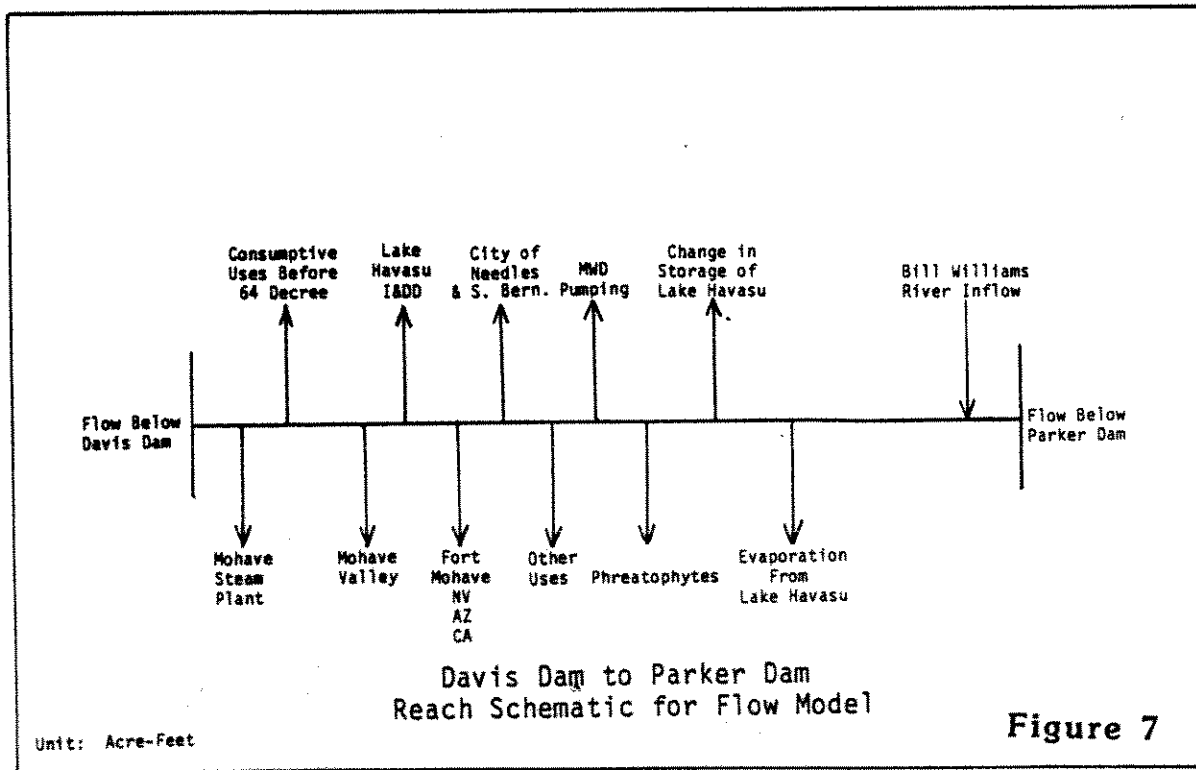 Consumptive
Uses Before
64 Decree
Lake
Havasu
I&DD
City of
Needles
& S. Bern.
MWD
Pumping
Change in
Storage of
Lake Havasu
Bill Williams
River Inflow
Flow Below
Davis Dam
Flow Below
Parker Dam
Mohave
Steam
Plant
Mohave
Valley
Fort
Mohave
NV
AZ
CA
Other
Uses
Phreatophytes
Evaporation
From
Lake Havasu
Davis Dam to Parker Dam
Reach Schematic for Flow Model
Unit: Acre-Feet
Figure 7